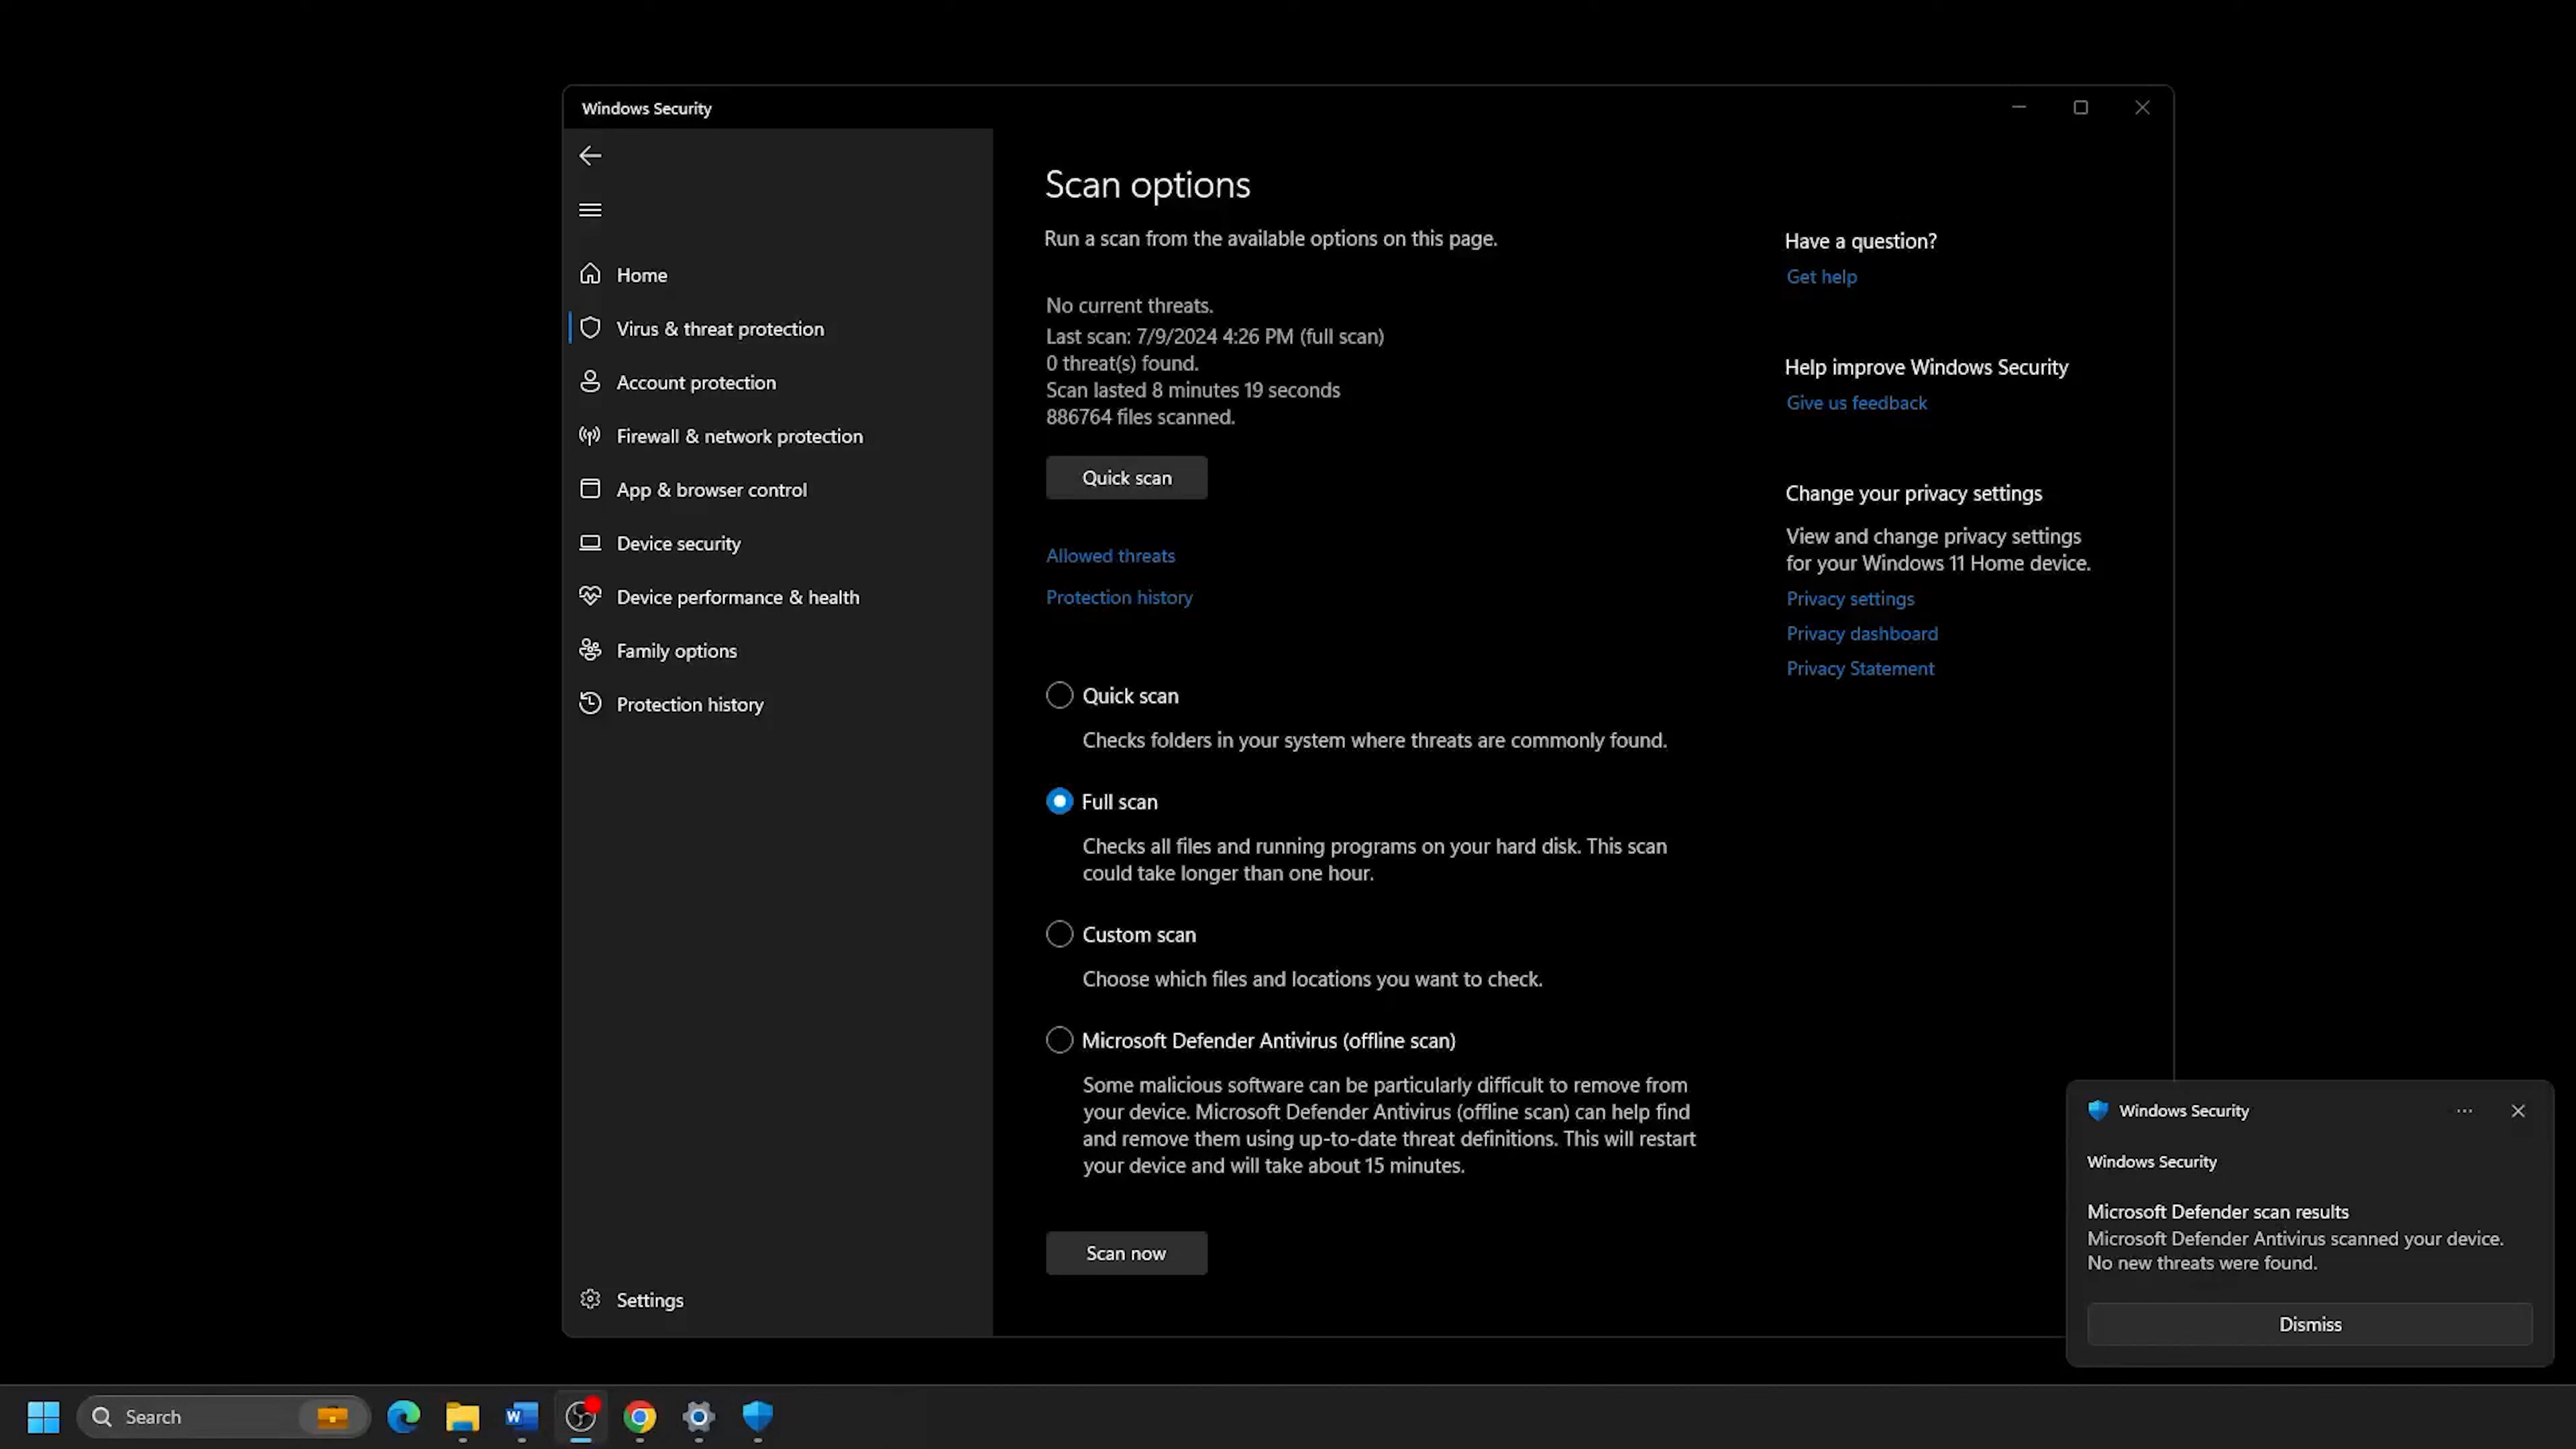 Windows Security
Home
Virus & threat protection
Account protection
Firewall & network protection
App & browser control
Device security
Device performance & health
Family options
Protection history
Settings
Scan options
Run a scan from the available options on this page.
No current threats.
Last scan: 7/9/2024 4:26 PM (full scan)
0 threat(s) found.
Scan lasted 8 minutes 19 seconds
886764 files scanned.
Quick scan
Allowed threats
Protection history
Quick scan
Checks folders in your system where threats are commonly found.
Full scan
Checks all files and running programs on your hard disk. This scan
could take longer than one hour.
Custom scan
Choose which files and locations you want to check.
Microsoft Defender Antivirus (offline scan)
Some malicious software can be particularly difficult to remove from
your device. Microsoft Defender Antivirus (offline scan) can help find
and remove them using up-to-date threat definitions. This will restart
your device and will take about 15 minutes.
Scan now
Have a question?
Get help
Help improve Windows Security
Give us feedback
Change your privacy settings
View and change privacy settings
for your Windows 11 Home device.
Privacy settings
Privacy dashboard
Privacy Statement
Windows Security
Windows Security
Microsoft Defender scan results
Microsoft Defender Antivirus scanned your device.
No new threats were found.
Dismiss
Search
W